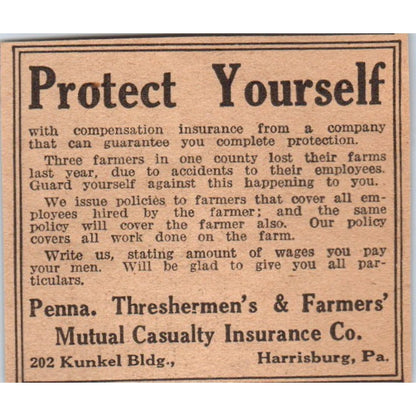 Protect Yourself
with compensation insurance from a company
that can guarantee you complete protection.
Three farmers in one county lost their farms
last year, due to accidents to their employees.
Guard yourself against this happening to you.
We issue policies to farmers that cover all em-
ployees hired by the farmer; and the same
policy will cover the farmer also. Our policy
covers all work done on the farm.
Write us, stating amount of wages you pay
your men. Will be glad to give you all par-
ticulars.
Penna. Threshermen's & Farmers'
Mutual Casualty Insurance Co.
202 Kunkel Bldg., Harrisburg, Pa.